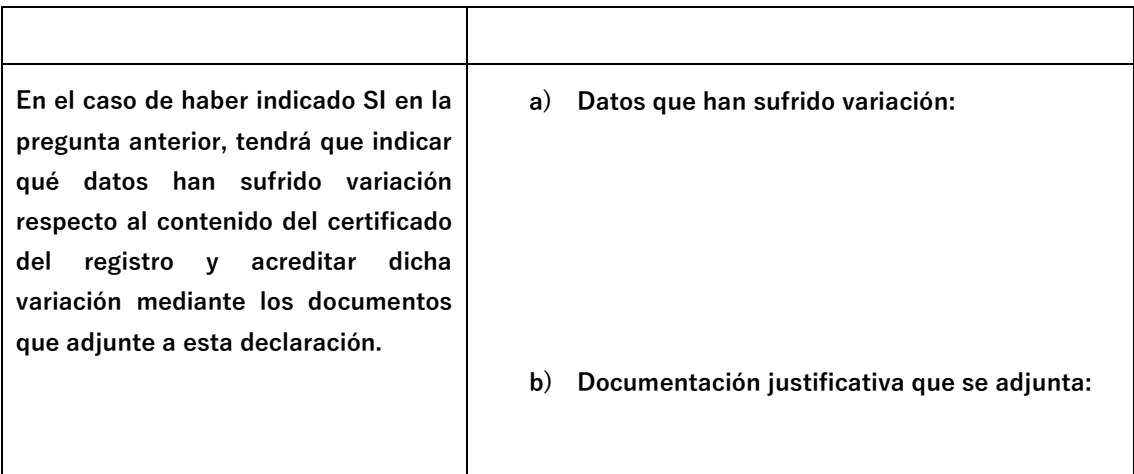 En el caso de haber indicado SI en la
pregunta anterior, tendrá que indicar
qué datos han sufrido variación
respecto al contenido del certificado
del registro y acreditar dicha
variación mediante los documentos
que adjunte a esta declaración.
a) Datos que han sufrido variación:
b) Documentación justificativa que se adjunta: